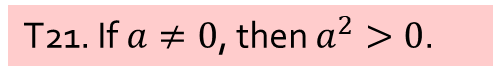 T21. If a ≠ 0, then a² > 0.